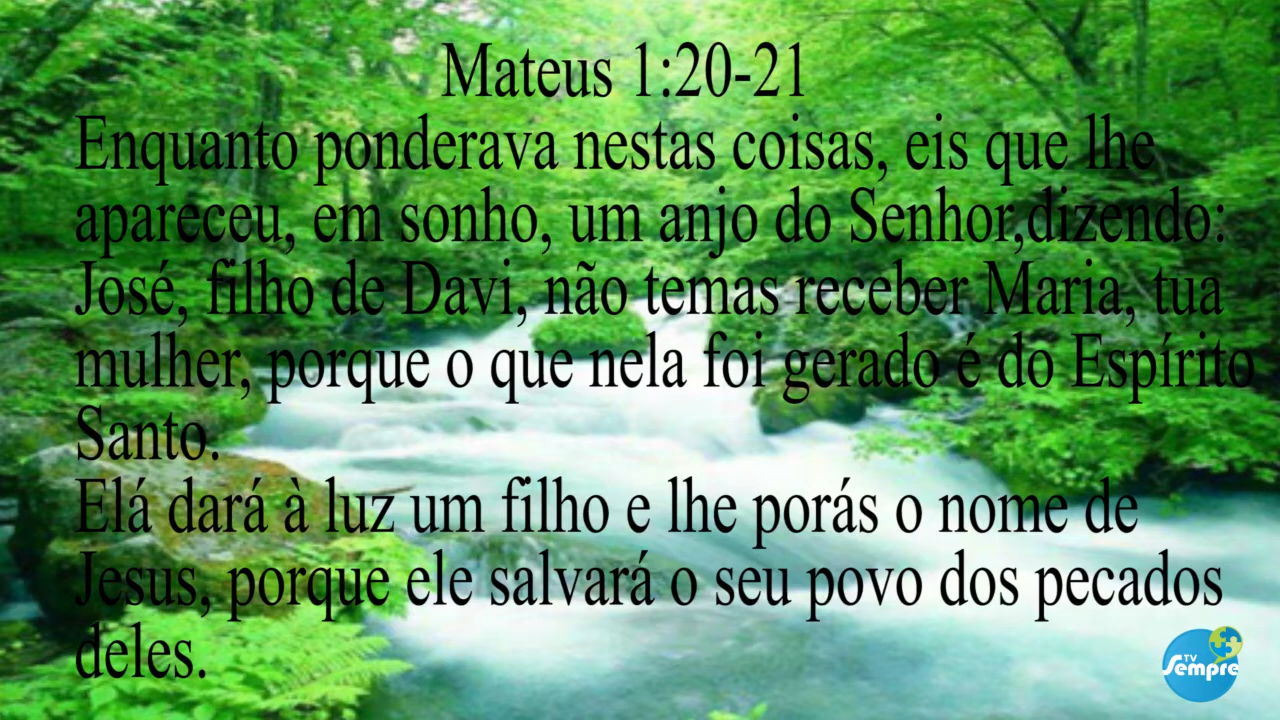 Mateus 1:20-21
Enquanto ponderava nestas coisas, eis que lhe
apareceu, em sonho, um anjo do Senhor,dizendo:
José, filho de Davi, não temas receber Maria, tua
mulher, porque o que nela foi gerado é do Espírito
Santo.
Elá dará à luz um filho e lhe porás o nome de
Jesus, porque ele salvará o seu povo dos pecados
deles.
TV
Sempre